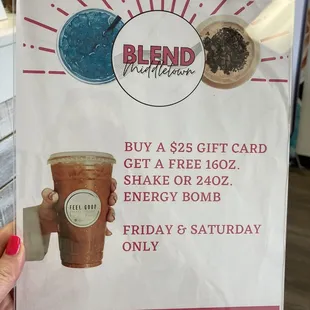 BLEND
Middletown
BUY A $25 GIFT CARD
GET A FREE 16OZ.
SHAKE OR 24OZ.
ENERGY BOMB
FEEL GOOD
FRIDAY & SATURDAY
ONLY